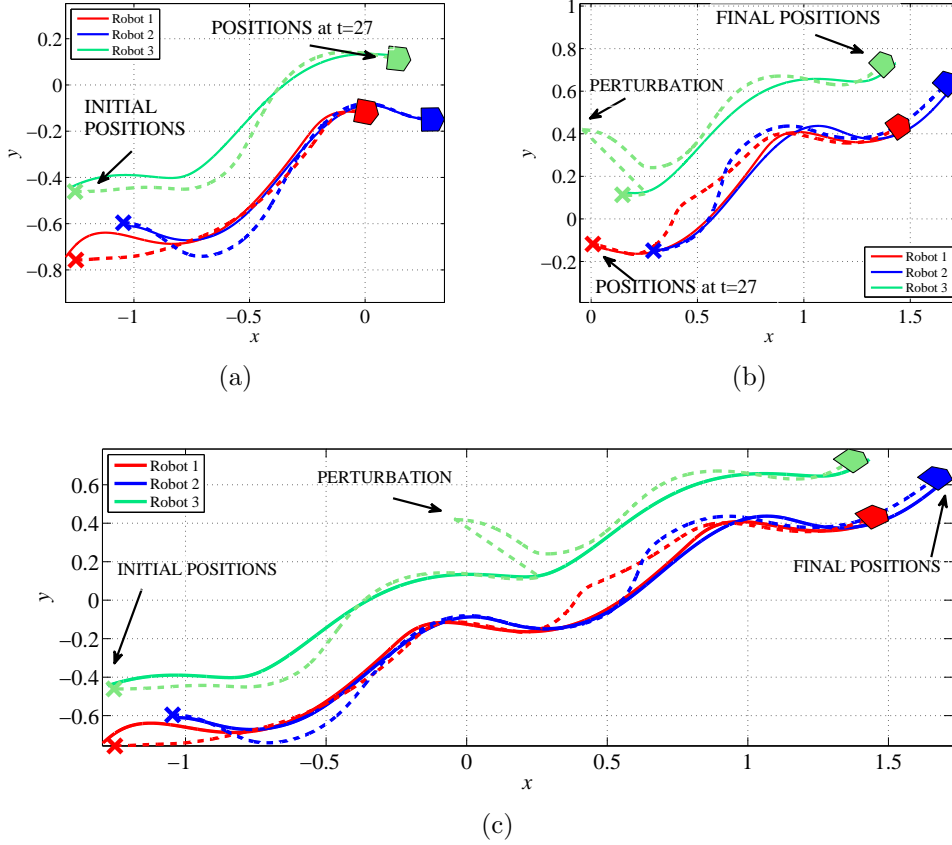 Robot 1
Robot 2
Robot 3
POSITIONS at t=27
INITIAL
POSITIONS
0.2
0
−0.2
−0.4
−0.6
−0.8
y
−1
−0.5
0
x
(a)
FINAL POSITIONS
PERTURBATION
1
0.8
0.6
0.4
0.2
0
−0.2
y
POSITIONS at t=27
Robot 1
Robot 2
Robot 3
0
0.5
1
1.5
x
(b)
Robot 1
Robot 2
Robot 3
PERTURBATION
INITIAL POSITIONS
FINAL POSITIONS
0.6
0.4
0.2
0
−0.2
−0.4
−0.6
y
−1
−0.5
0
0.5
1
1.5
x
(c)